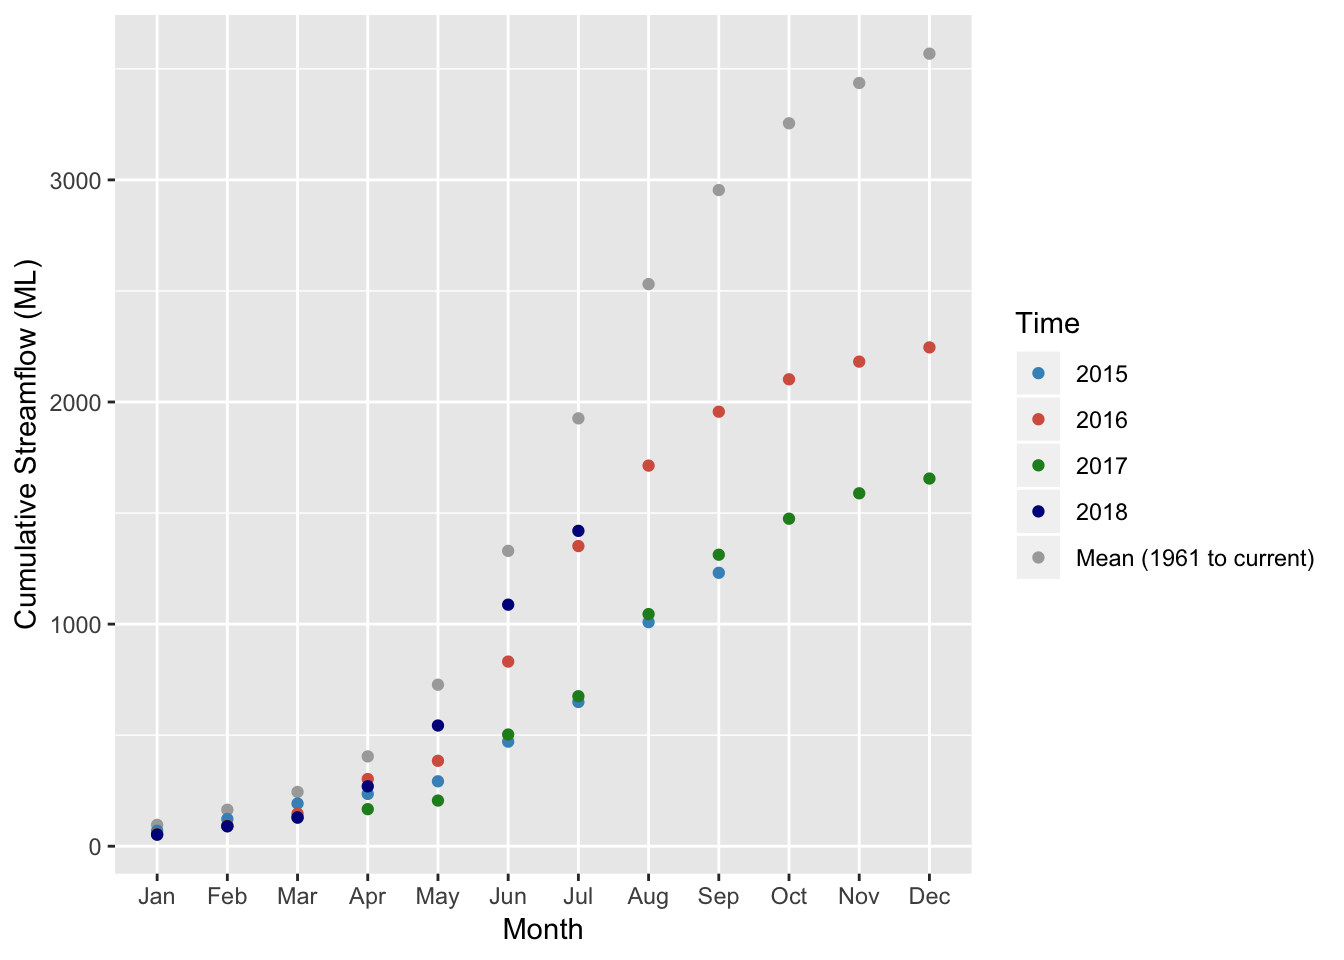 Cumulative Streamflow (ML)
3000
2000
1000
0
Jan Feb Mar Apr May Jun Jul Aug Sep Oct Nov Dec
Month
Time
2015
2016
2017
2018
Mean (1961 to current)